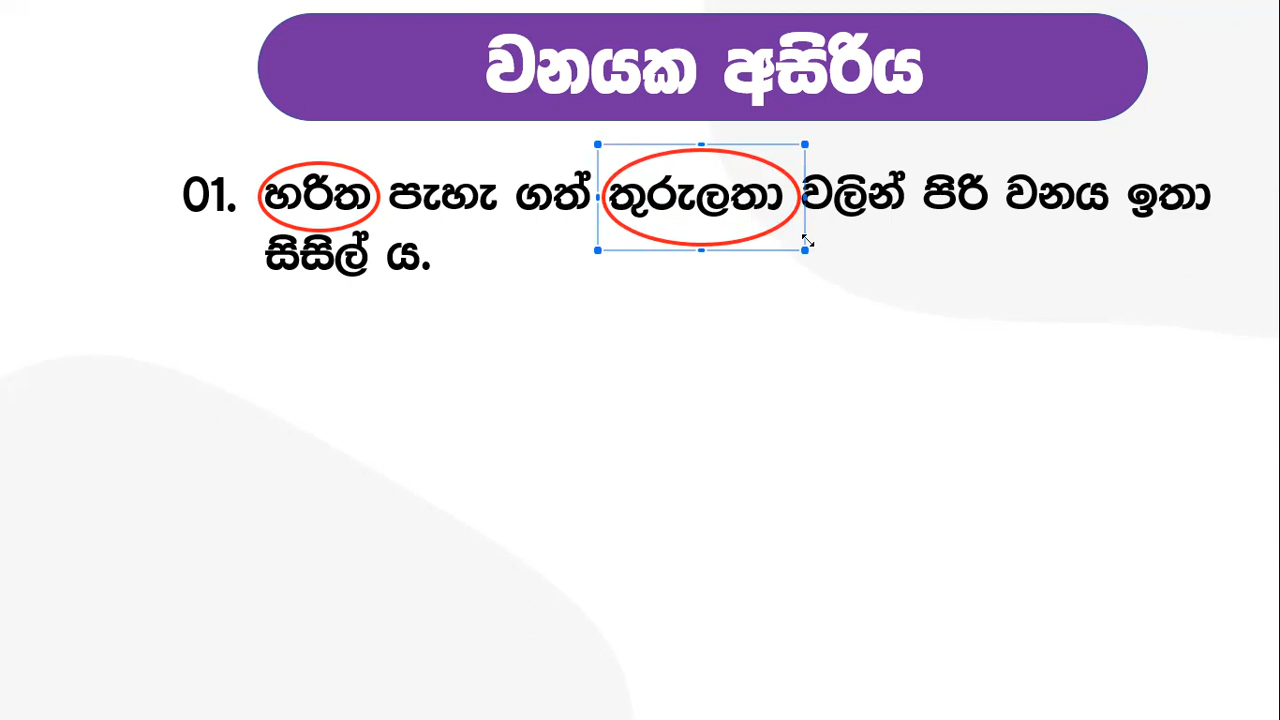 වනයක අසිරිය
01. හරිත පැහැ ගත් තුරුලතා වලින් පිරි වනය ඉතා
සිසිල් ය.